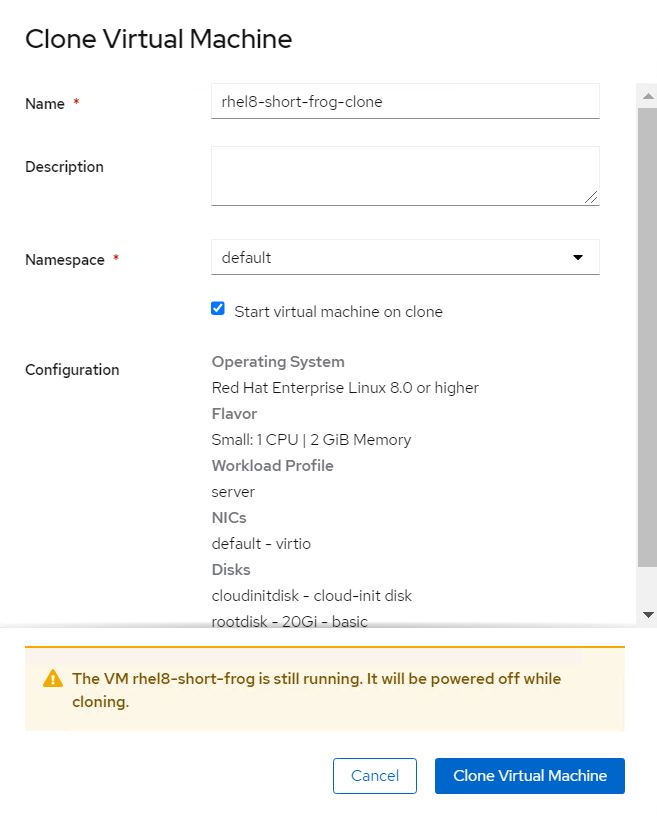 Clone Virtual Machine
Name *
rhel8-short-frog-clone
Description
Namespace *
default
Start virtual machine on clone
Configuration
Operating System
Red Hat Enterprise Linux 8.0 or higher
Flavor
Small: 1 CPU | 2 GiB Memory
Workload Profile
server
NICs
default - virtio
Disks
cloudinitdisk - cloud-init disk
rootdisk - 20Gi - basic
The VM rhel8-short-frog is still running. It will be powered off while
cloning.
Cancel
Clone Virtual Machine